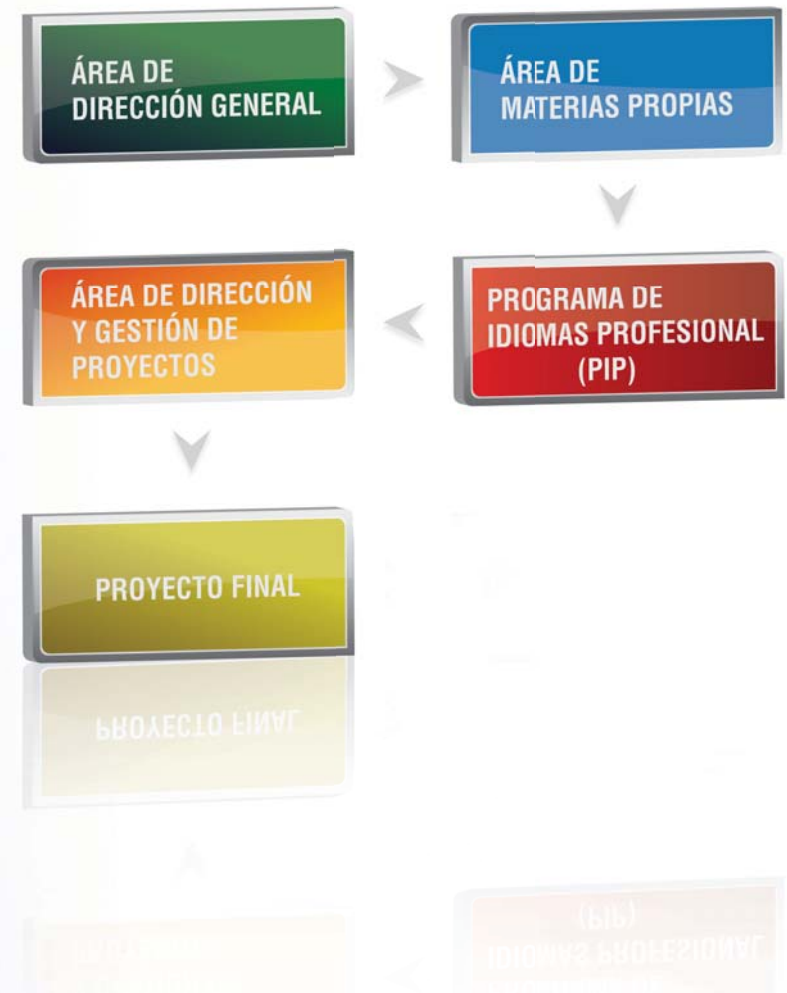 ÁREA DE
DIRECCIÓN GENERAL
ÁREA DE
MATERIAS PROPIAS
PROGRAMA DE
IDIOMAS PROFESIONAL
(PIP)
ÁREA DE DIRECCIÓN
Y GESTIÓN DE
PROYECTOS
PROYECTO FINAL